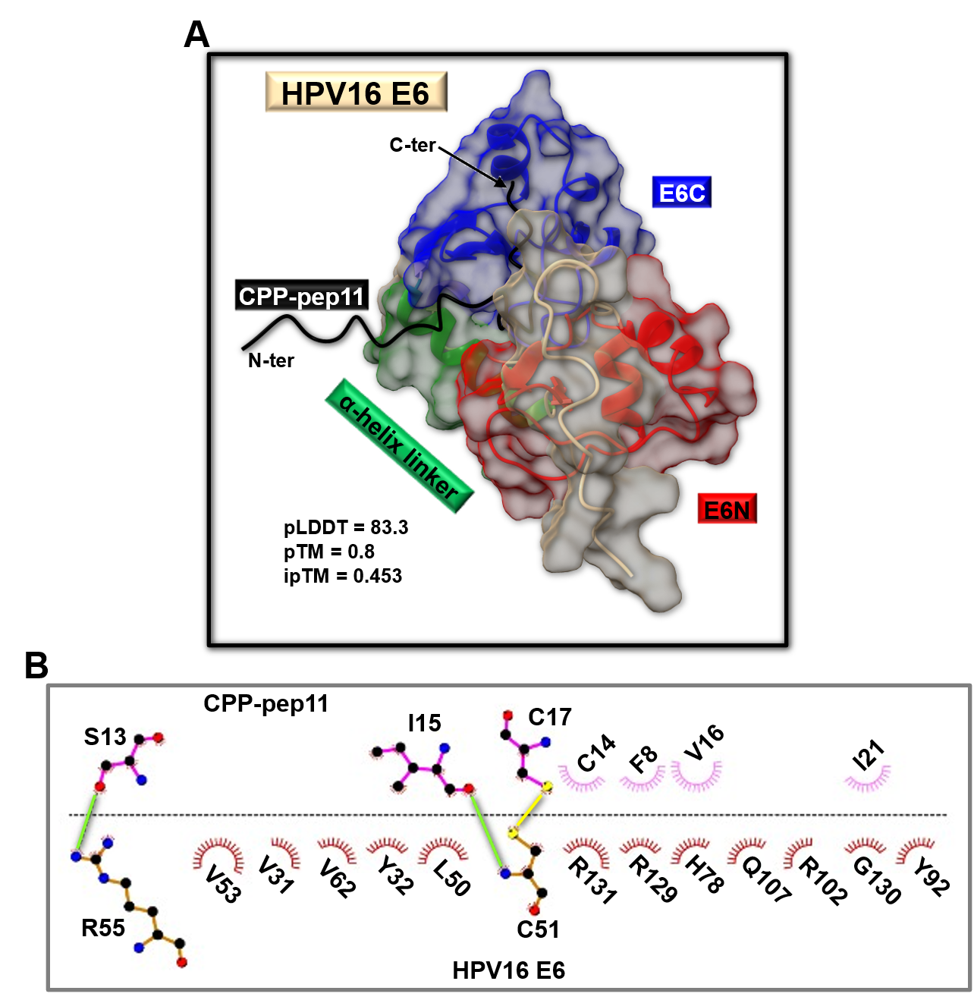 A
HPV16 E6
C-ter
E6C
CPP-pep11
N-ter
α-helix linker
E6N
pLDDT = 83.3
pTM = 0.8
ipTM = 0.453
B
CPP-pep11
S13
I15
C17
C14
F8
V16
I21
V53
V31
V62
Y32
L50
R131
R129
H78
Q107
R102
G130
Y92
R55
C51
HPV16 E6